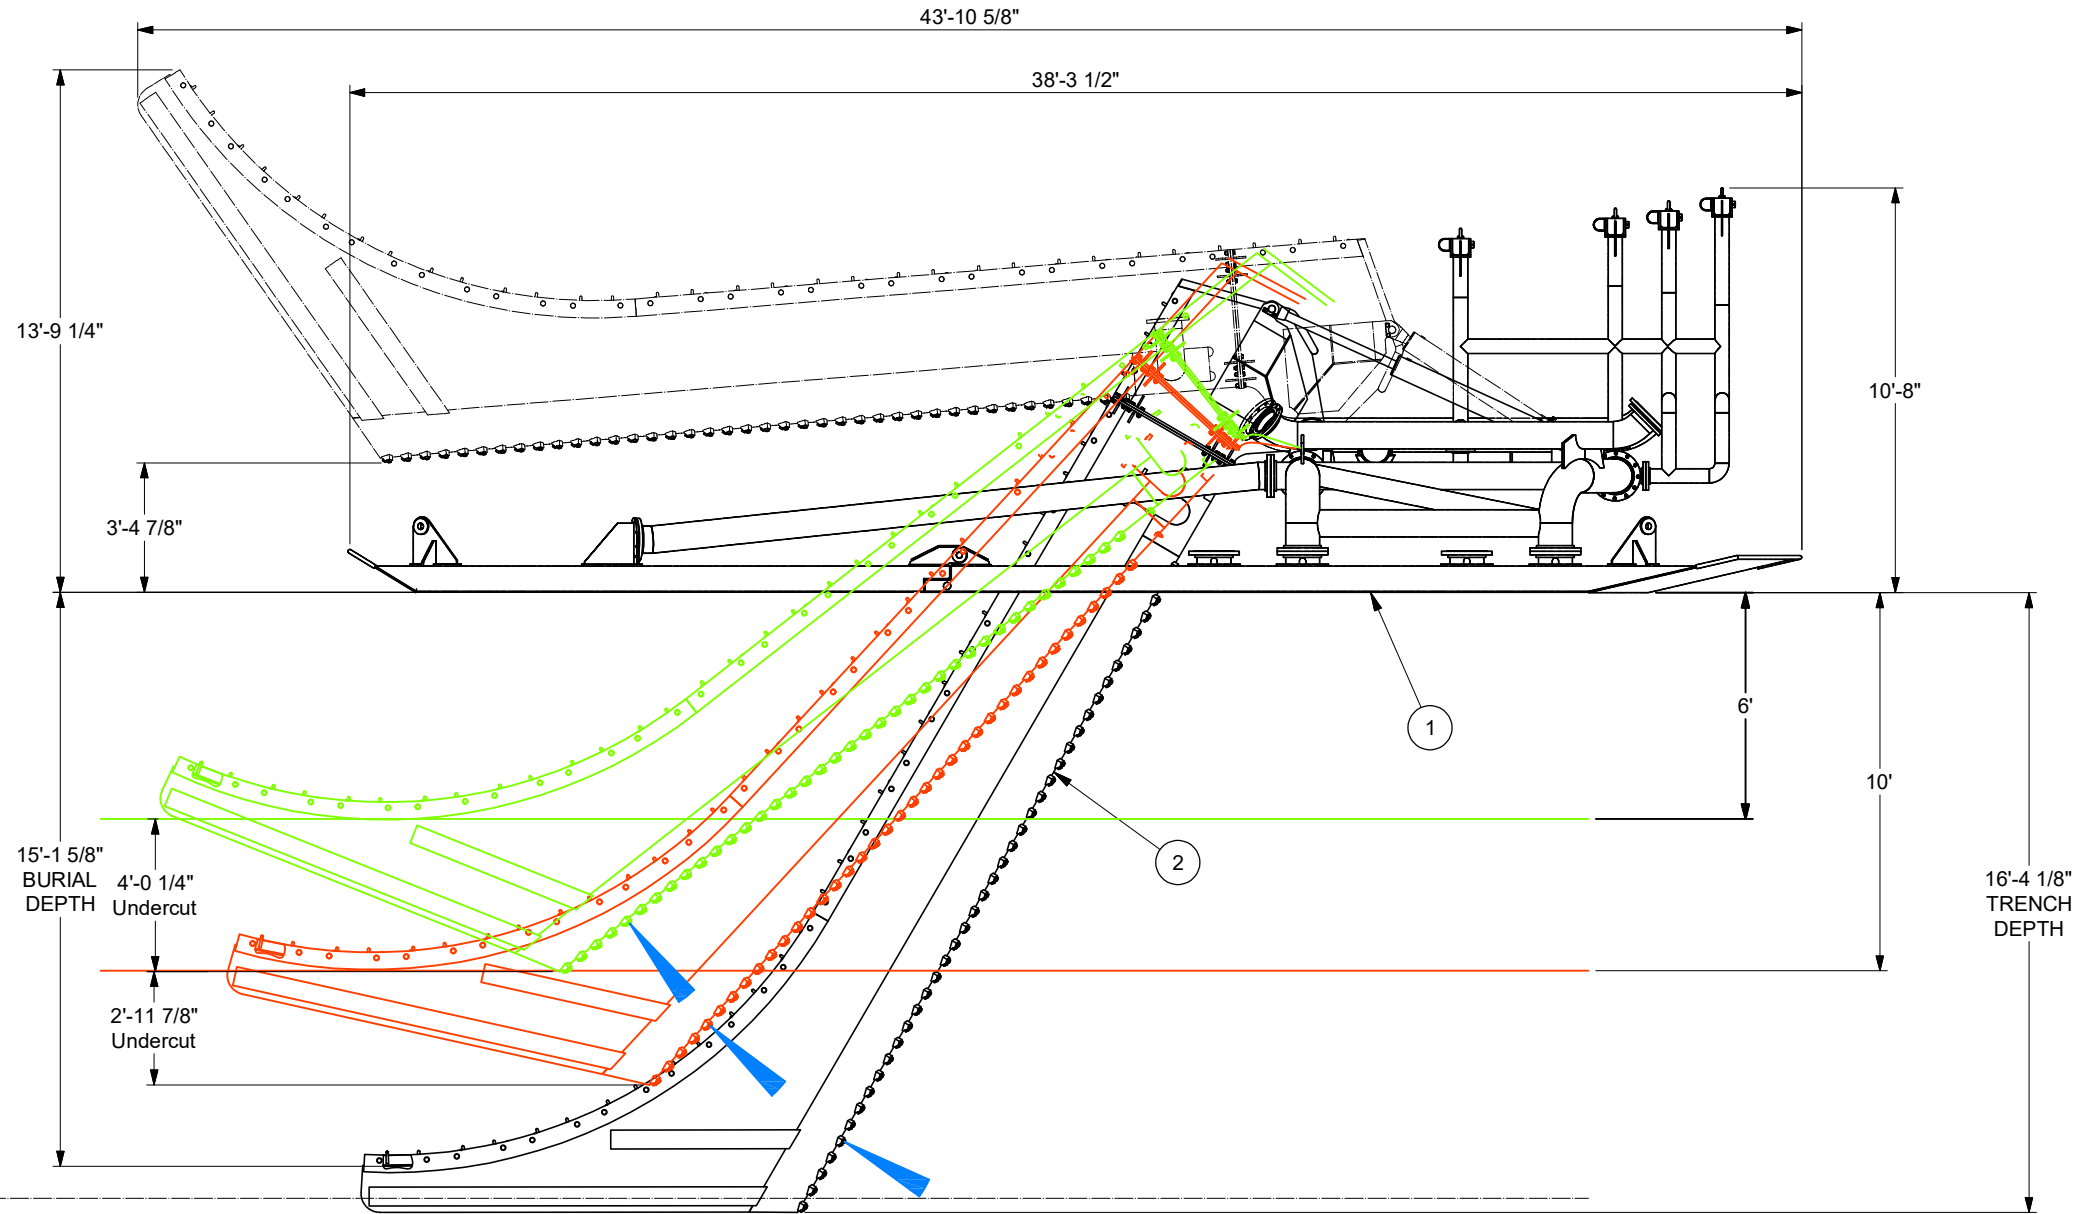 43'-10 5/8"
38'-3 1/2"
13'-9 1/4"
10'-8"
3'-4 7/8"
1
6'
10'
2
15'-1 5/8"
BURIAL
DEPTH
4'-0 1/4"
Undercut
16'-4 1/8"
TRENCH
DEPTH
2'-11 7/8"
Undercut